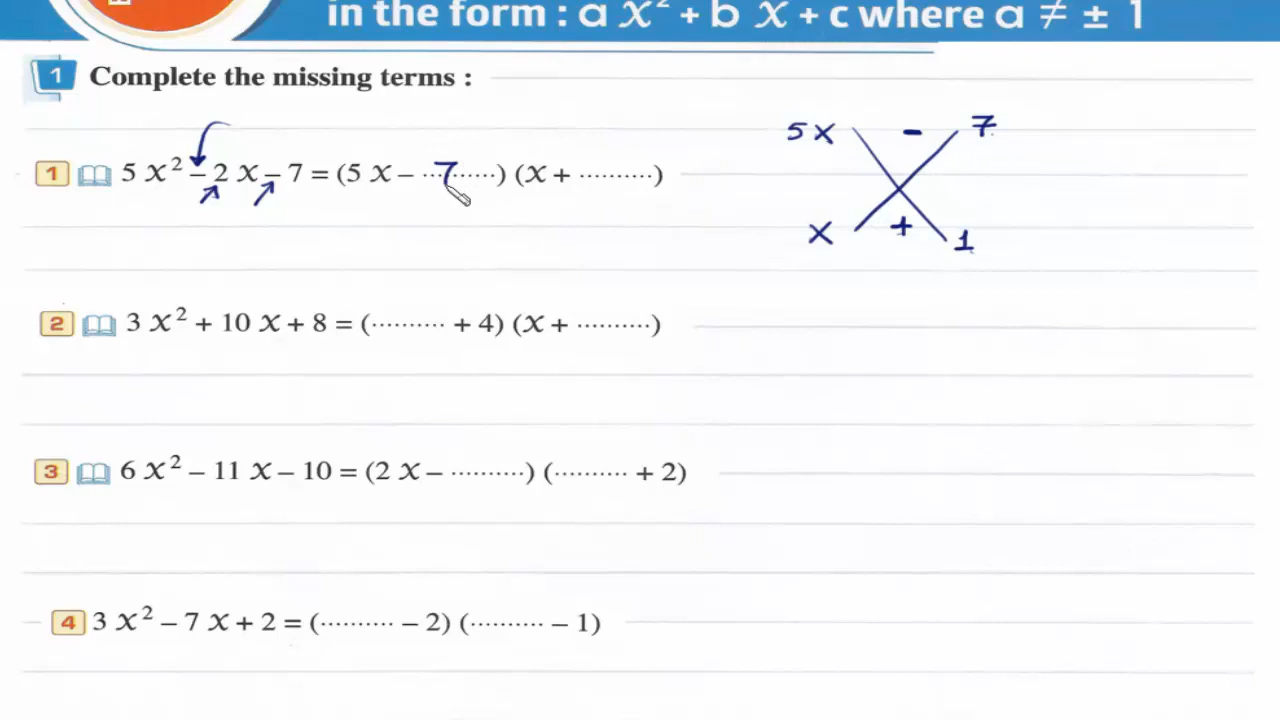 in the form : a x² + b x + c where a ≠ ± 1
1 Complete the missing terms :
1 5 x² – 2 x – 7 = (5 x – ···7······) (x + ··········)
5x – 7
x + 1
2 3 x² + 10 x + 8 = (·········· + 4) (x + ··········)
3 6 x² – 11 x – 10 = (2 x – ··········) (·········· + 2)
4 3 x² – 7 x + 2 = (·········· – 2) (·········· – 1)